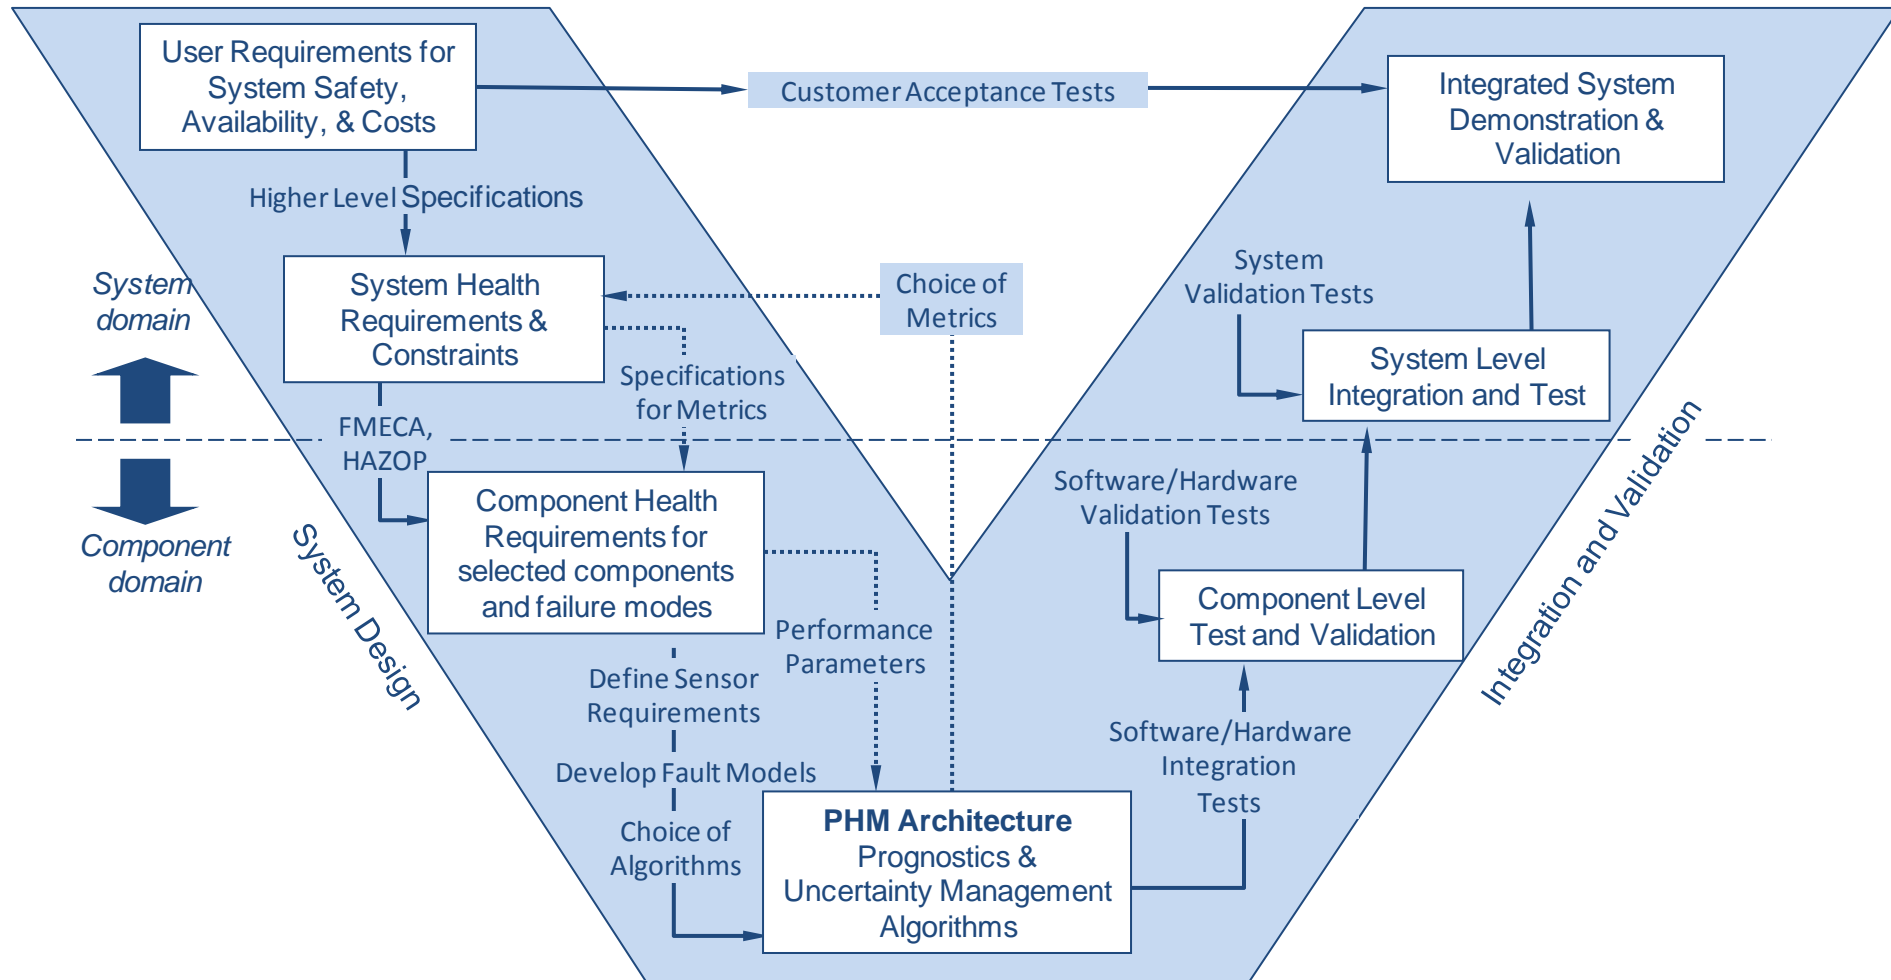 User Requirements for
System Safety,
Availability, & Costs
Customer Acceptance Tests
Integrated System
Demonstration &
Validation
Higher Level Specifications
System
domain
System Health
Requirements &
Constraints
Choice of
Metrics
System
Validation Tests
Specifications
for Metrics
System Level
Integration and Test
FMECA,
HAZOP
Component
domain
Component Health
Requirements for
selected components
and failure modes
Software/Hardware
Validation Tests
System Design
Integration and Validation
Component Level
Test and Validation
Performance
Parameters
Define Sensor
Requirements
Develop Fault Models
Choice of
Algorithms
Software/Hardware
Integration
Tests
PHM Architecture
Prognostics &
Uncertainty Management
Algorithms